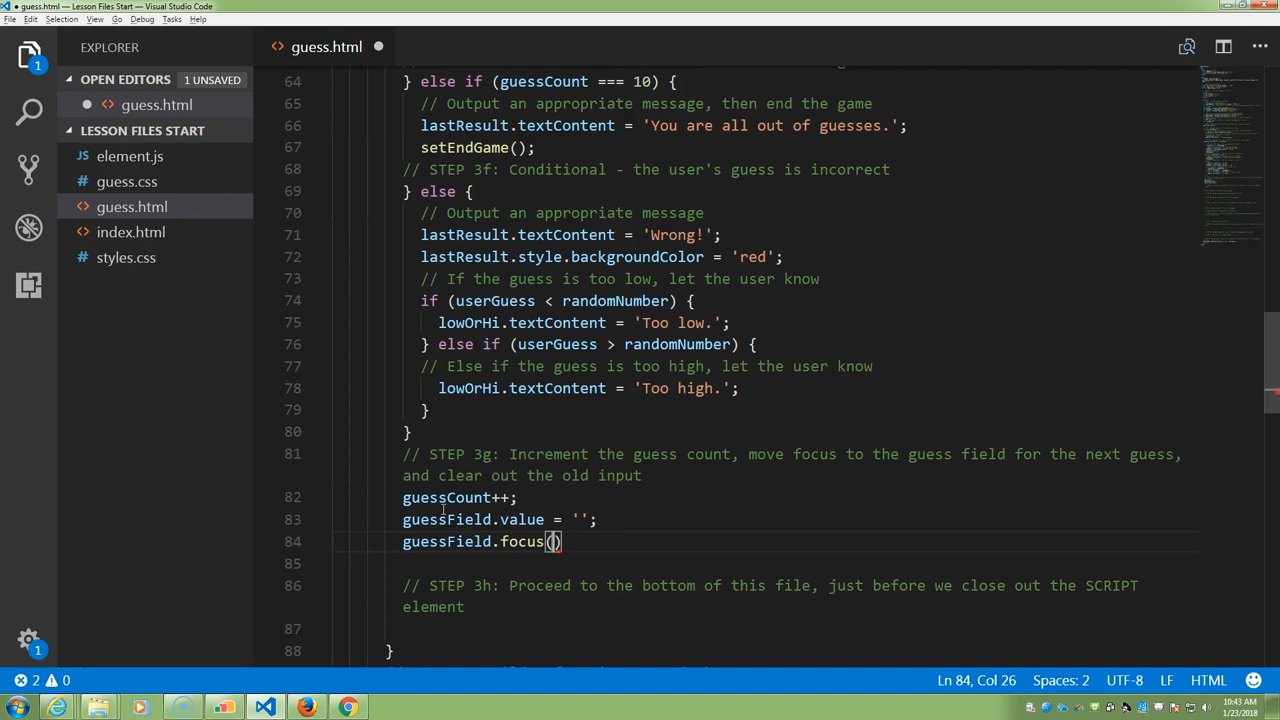 guess.html — Lesson Files Start — Visual Studio Code
File Edit Selection View Go Debug Tasks Help
EXPLORER
guess.html
OPEN EDITORS 1 UNSAVED
guess.html
LESSON FILES START
element.js
guess.css
guess.html
index.html
styles.css
1
1
64 } else if (guessCount === 10) {
65 // Output an appropriate message, then end the game
66 lastResult.textContent = 'You are all out of guesses.';
67 setEndGame();
68 // STEP 3f: Conditional - the user's guess is incorrect
69 } else {
70 // Output an appropriate message
71 lastResult.textContent = 'Wrong!';
72 lastResult.style.backgroundColor = 'red';
73 // If the guess is too low, let the user know
74 if (userGuess < randomNumber) {
75 lowOrHi.textContent = 'Too low.';
76 } else if (userGuess > randomNumber) {
77 // Else if the guess is too high, let the user know
78 lowOrHi.textContent = 'Too high.';
79 }
80 }
81 // STEP 3g: Increment the guess count, move focus to the guess field for the next guess,
and clear out the old input
82 guessCount++;
83 guessField.value = '';
84 guessField.focus()
85
86 // STEP 3h: Proceed to the bottom of this file, just before we close out the SCRIPT
element
87
88 }
2 0
Ln 84, Col 26 Spaces: 2 UTF-8 LF HTML
10:43 AM
1/23/2018